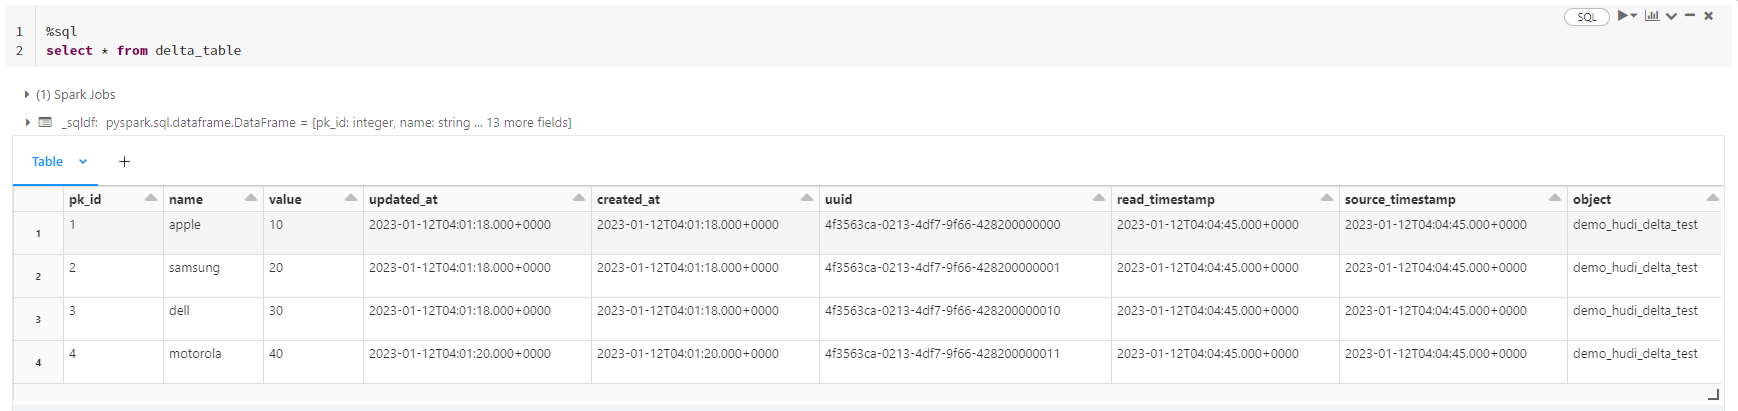 SQL
1 %sql
2 select * from delta_table
(1) Spark Jobs
_sqldf: pyspark.sql.dataframe.DataFrame = [pk_id: integer, name: string ... 13 more fields]
Table +
pk_id name value updated_at created_at uuid read_timestamp source_timestamp object
1 1 apple 10 2023-01-12T04:01:18.000+0000 2023-01-12T04:01:18.000+0000 4f3563ca-0213-4df7-9f66-428200000000 2023-01-12T04:04:45.000+0000 2023-01-12T04:04:45.000+0000 demo_hudi_delta_test
2 2 samsung 20 2023-01-12T04:01:18.000+0000 2023-01-12T04:01:18.000+0000 4f3563ca-0213-4df7-9f66-428200000001 2023-01-12T04:04:45.000+0000 2023-01-12T04:04:45.000+0000 demo_hudi_delta_test
3 3 dell 30 2023-01-12T04:01:18.000+0000 2023-01-12T04:01:18.000+0000 4f3563ca-0213-4df7-9f66-428200000010 2023-01-12T04:04:45.000+0000 2023-01-12T04:04:45.000+0000 demo_hudi_delta_test
4 4 motorola 40 2023-01-12T04:01:20.000+0000 2023-01-12T04:01:20.000+0000 4f3563ca-0213-4df7-9f66-428200000011 2023-01-12T04:04:45.000+0000 2023-01-12T04:04:45.000+0000 demo_hudi_delta_test